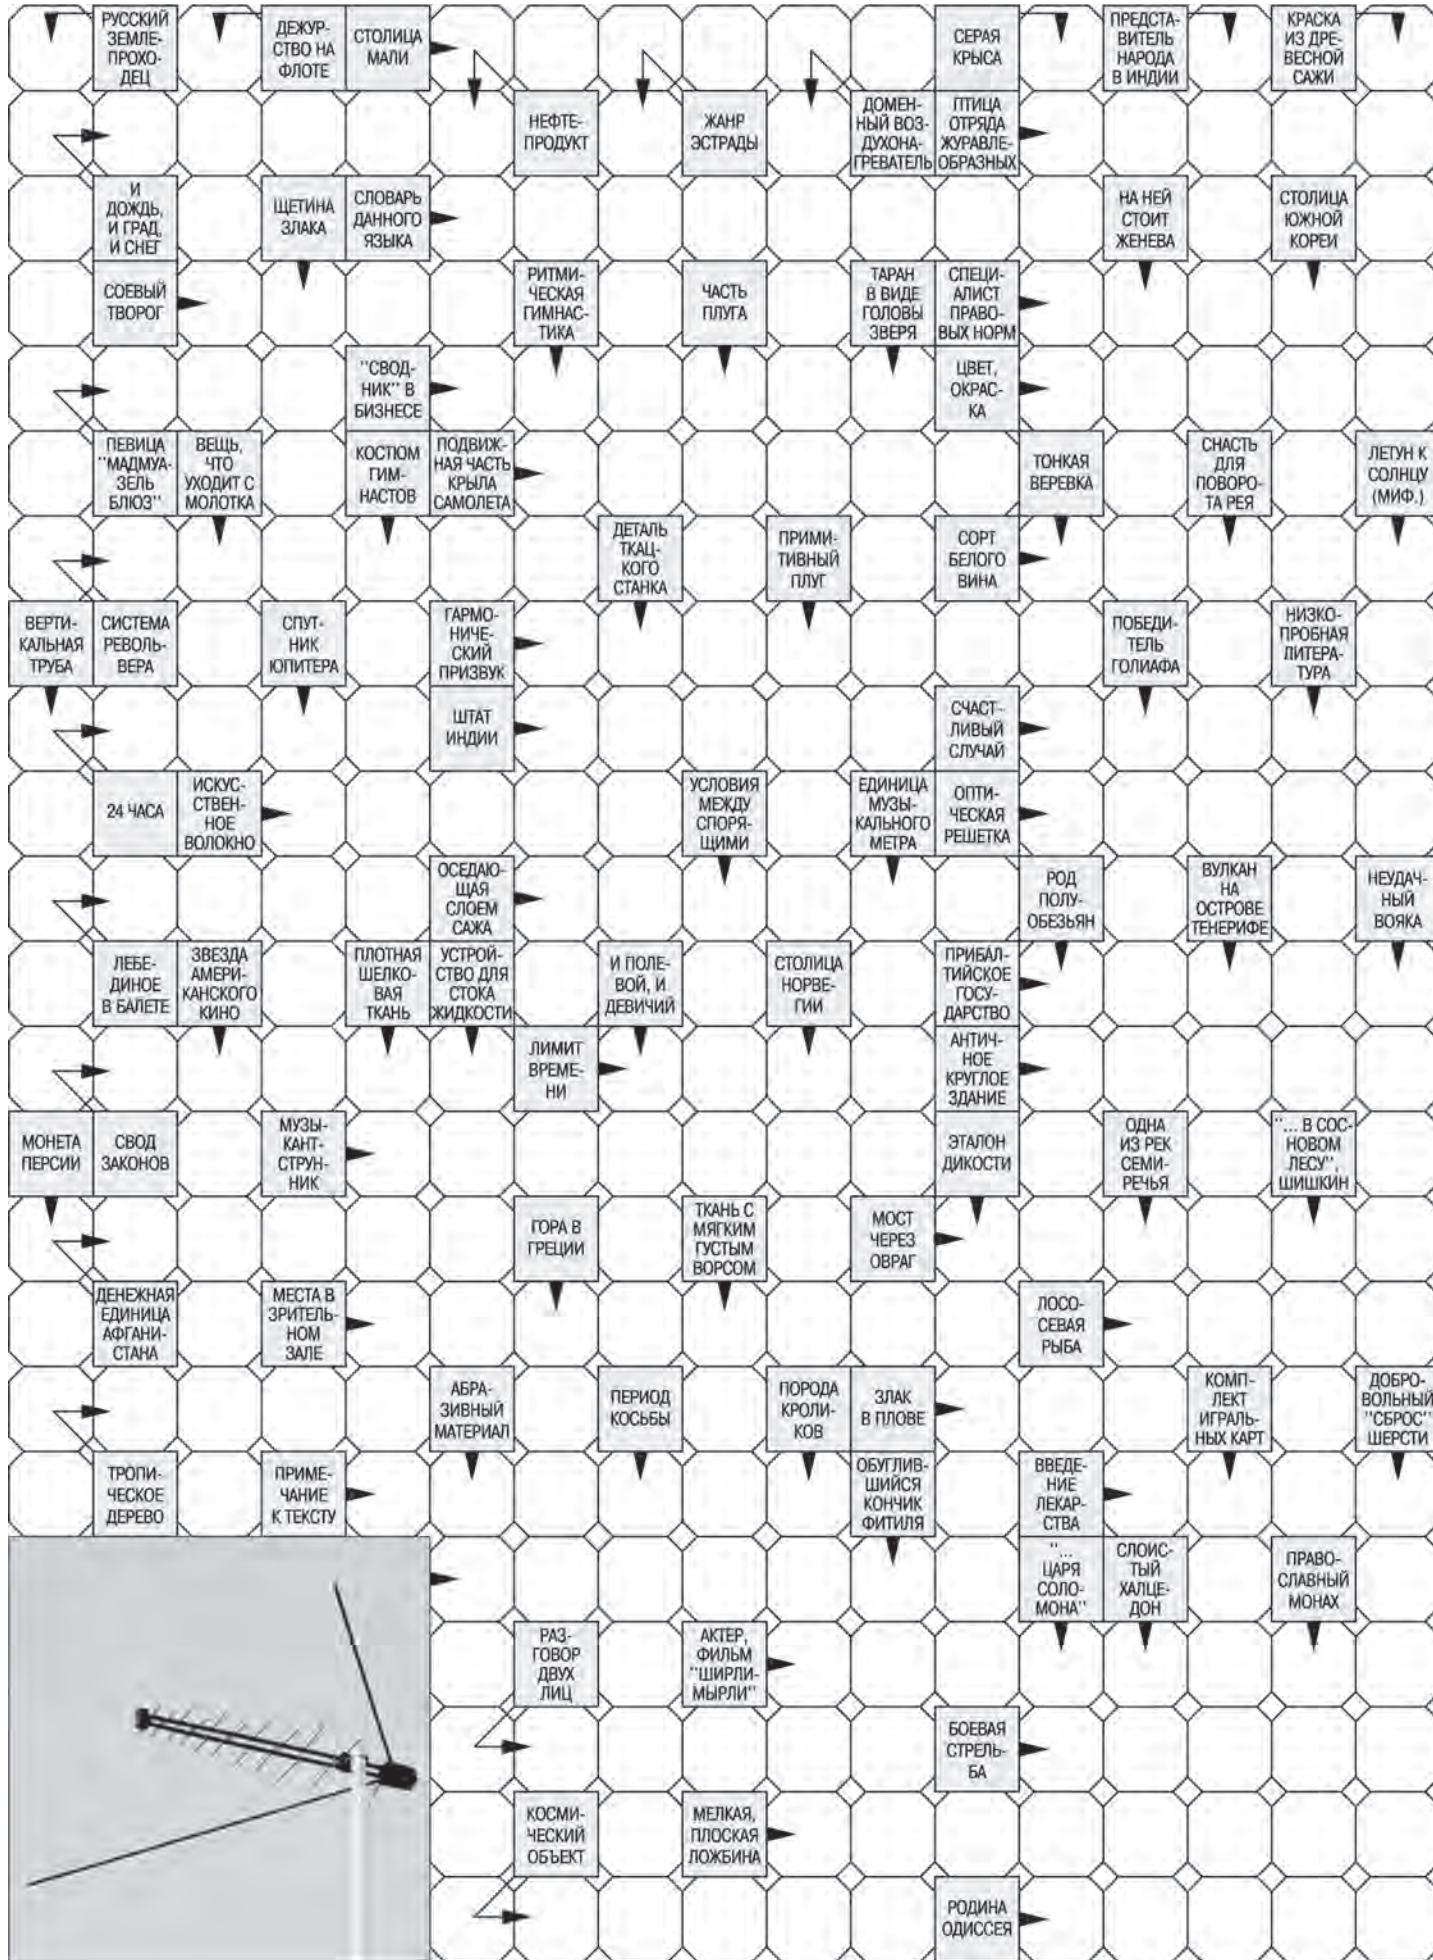 РУССКИЙ
ЗЕМЛЕ-
ПРОХО-
ДЕЦ
ДЕЖУР-
СТВО НА
ФЛОТЕ
СТОЛИЦА
МАЛИ
СЕРАЯ
КРЫСА
ПРЕДСТА-
ВИТЕЛЬ
НАРОДА
В ИНДИИ
КРАСКА
ИЗ ДРЕ-
ВЕСНОЙ
САЖИ
НЕФТЕ-
ПРОДУКТ
ЖАНР
ЭСТРАДЫ
ДОМЕН-
НЫЙ ВОЗ-
ДУХОНА-
ГРЕВАТЕЛЬ
ПТИЦА
ОТРЯДА
ЖУРАВЛЕ-
ОБРАЗНЫХ
И
ДОЖДЬ,
И ГРАД,
И СНЕГ
ЩЕТИНА
ЗЛАКА
СЛОВАРЬ
ДАННОГО
ЯЗЫКА
НА НЕЙ
СТОИТ
ЖЕНЕВА
СТОЛИЦА
ЮЖНОЙ
КОРЕИ
СОЕВЫЙ
ТВОРОГ
РИТМИ-
ЧЕСКАЯ
ГИМНАС-
ТИКА
ЧАСТЬ
ПЛУГА
ТАРАН
В ВИДЕ
ГОЛОВЫ
ЗВЕРЯ
СПЕЦИ-
АЛИСТ
ПРАВО-
ВЫХ НОРМ
"СВОД-
НИК" В
БИЗНЕСЕ
ЦВЕТ,
ОКРАС-
КА
ПЕВИЦА
"МАДМУА-
ЗЕЛЬ
БЛЮЗ"
ВЕЩЬ,
ЧТО
УХОДИТ С
МОЛОТКА
КОСТЮМ
ГИМ-
НАСТОВ
ПОДВИЖ-
НАЯ ЧАСТЬ
КРЫЛА
САМОЛЕТА
ТОНКАЯ
ВЕРЕВКА
СНАСТЬ
ДЛЯ
ПОВОРО-
ТА РЕЯ
ЛЕТУН К
СОЛНЦУ
(МИФ.)
ДЕТАЛЬ
ТКАЦ-
КОГО
СТАНКА
ПРИМИ-
ТИВНЫЙ
ПЛУГ
СОРТ
БЕЛОГО
ВИНА
ВЕРТИ-
КАЛЬНАЯ
ТРУБА
СИСТЕМА
РЕВОЛЬ-
ВЕРА
СПУТ-
НИК
ЮПИТЕРА
ГАРМО-
НИЧЕ-
СКИЙ
ПРИЗВУК
ПОБЕДИ-
ТЕЛЬ
ГОЛИАФА
НИЗКО-
ПРОБНАЯ
ЛИТЕРА-
ТУРА
ШТАТ
ИНДИИ
СЧАСТ-
ЛИВЫЙ
СЛУЧАЙ
24 ЧАСА
ИСКУС-
СТВЕН-
НОЕ
ВОЛОКНО
УСЛОВИЯ
МЕЖДУ
СПОРЯ-
ЩИМИ
ЕДИНИЦА
МУЗЫ-
КАЛЬНОГО
МЕТРА
ОПТИ-
ЧЕСКАЯ
РЕШЕТКА
ОСЕДАЮ-
ЩАЯ
СЛОЕМ
САЖА
РОД
ПОЛУ-
ОБЕЗЬЯН
ВУЛКАН
НА
ОСТРОВЕ
ТЕНЕРИФЕ
НЕУДАЧ-
НЫЙ
ВОЯКА
ЛЕБЕ-
ДИНОЕ
В БАЛЕТЕ
ЗВЕЗДА
АМЕРИ-
КАНСКОГО
КИНО
ПЛОТНАЯ
ШЕЛКО-
ВАЯ
ТКАНЬ
УСТРОЙ-
СТВО ДЛЯ
СТОКА
ЖИДКОСТИ
И ПОЛЕ-
ВОЙ, И
ДЕВИЧИЙ
СТОЛИЦА
НОРВЕ-
ГИИ
ПРИБАЛ-
ТИЙСКОЕ
ГОСУ-
ДАРСТВО
ЛИМИТ
ВРЕМЕ-
НИ
АНТИЧ-
НОЕ
КРУГЛОЕ
ЗДАНИЕ
МОНЕТА
ПЕРСИИ
СВОД
ЗАКОНОВ
МУЗЫ-
КАНТ-
СТРУН-
НИК
ЭТАЛОН
ДИКОСТИ
ОДНА
ИЗ РЕК
СЕМИ-
РЕЧЬЯ
"... В СОС-
НОВОМ
ЛЕСУ",
ШИШКИН
ГОРА В
ГРЕЦИИ
ТКАНЬ С
МЯГКИМ
ГУСТЫМ
ВОРСОМ
МОСТ
ЧЕРЕЗ
ОВРАГ
ДЕНЕЖНАЯ
ЕДИНИЦА
АФГАНИ-
СТАНА
МЕСТА В
ЗРИТЕЛЬ-
НОМ
ЗАЛЕ
ЛОСО-
СЕВАЯ
РЫБА
АБРА-
ЗИВНЫЙ
МАТЕРИАЛ
ПЕРИОД
КОСЬБЫ
ПОРОДА
КРОЛИ-
КОВ
ЗЛАК
В ПЛОВЕ
КОМП-
ЛЕКТ
ИГРАЛЬ-
НЫХ КАРТ
ДОБРО-
ВОЛЬНЫЙ
"СБРОС"
ШЕРСТИ
ТРОПИ-
ЧЕСКОЕ
ДЕРЕВО
ПРИМЕ-
ЧАНИЕ
К ТЕКСТУ
ОБУГЛИВ-
ШИЙСЯ
КОНЧИК
ФИТИЛЯ
ВВЕДЕ-
НИЕ
ЛЕКАР-
СТВА
"...
ЦАРЯ
СОЛО-
МОНА"
СЛОИС-
ТЫЙ
ХАЛЦЕ-
ДОН
ПРАВО-
СЛАВНЫЙ
МОНАХ
РАЗ-
ГОВОР
ДВУХ
ЛИЦ
АКТЕР,
ФИЛЬМ
"ШИРЛИ-
МЫРЛИ"
БОЕВАЯ
СТРЕЛЬ-
БА
КОСМИ-
ЧЕСКИЙ
ОБЪЕКТ
МЕЛКАЯ,
ПЛОСКАЯ
ЛОЖБИНА
РОДИНА
ОДИССЕЯ